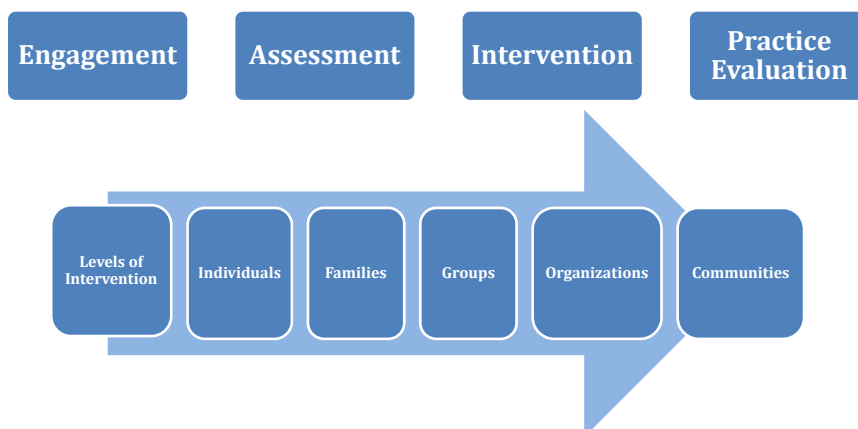 Engagement
Assessment
Intervention
Practice
Evaluation
Levels of
Intervention
Individuals
Families
Groups
Organizations
Communities